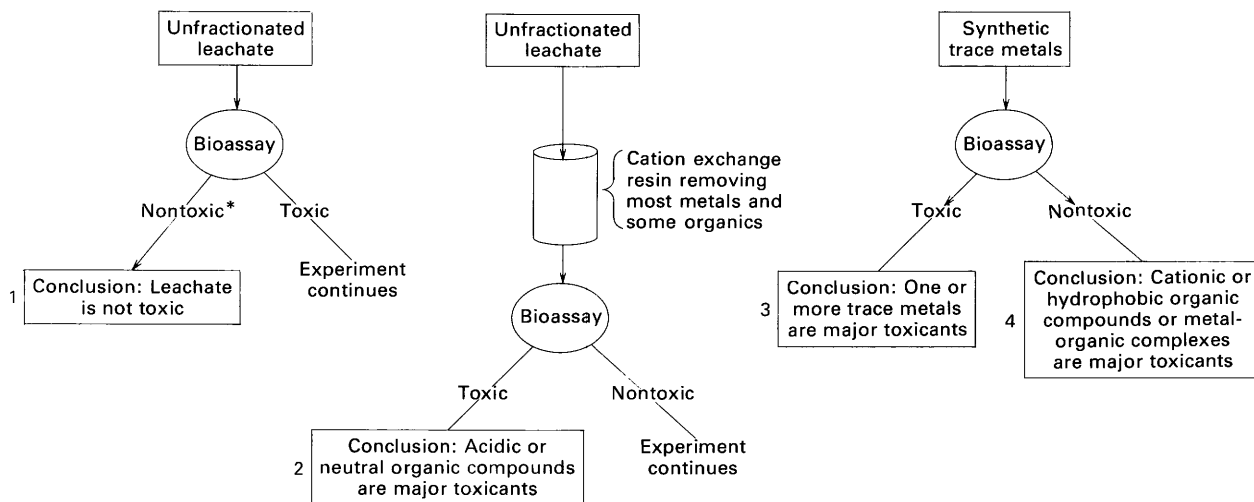 Unfractionated
leachate
Bioassay
Nontoxic*
Toxic
1
Conclusion: Leachate
is not toxic
Experiment
continues
Unfractionated
leachate
Cation exchange
resin removing
most metals and
some organics
Bioassay
Toxic
Nontoxic
2
Conclusion: Acidic or
neutral organic compounds
are major toxicants
Experiment
continues
Synthetic
trace metals
Bioassay
Toxic
Nontoxic
3
Conclusion: One or
more trace metals
are major toxicants
4
Conclusion: Cationic or
hydrophobic organic
compounds or metal-
organic complexes
are major toxicants